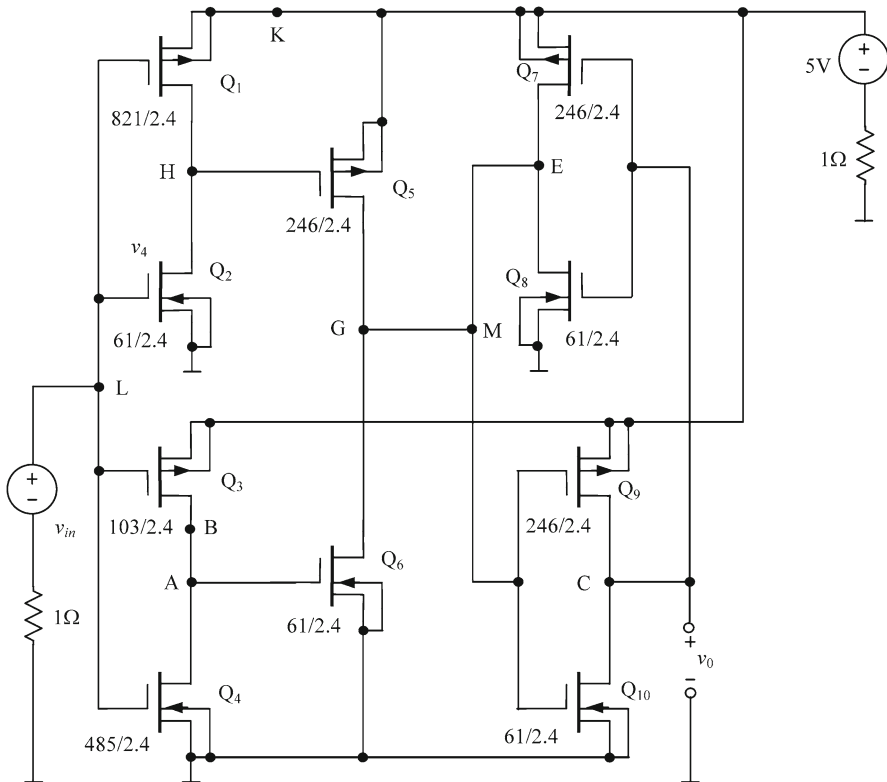 K
Q1
Q7
5V
+
−
821/2.4
246/2.4
1Ω
H
E
Q5
246/2.4
v4
Q2
Q8
G
M
61/2.4
61/2.4
L
+
−
vin
Q3
Q9
103/2.4
B
246/2.4
A
Q6
C
1Ω
61/2.4
+
v0
−
Q4
Q10
485/2.4
61/2.4